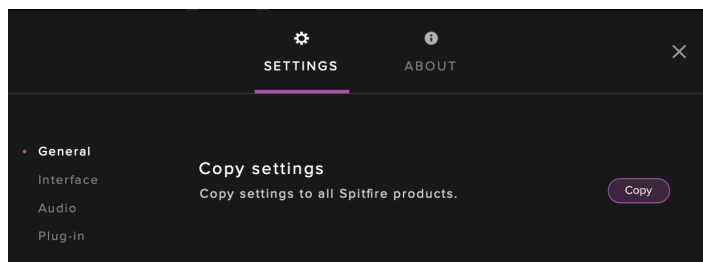 SETTINGS
ABOUT
General
Interface
Audio
Plug-in
Copy settings
Copy settings to all Spitfire products.
Copy